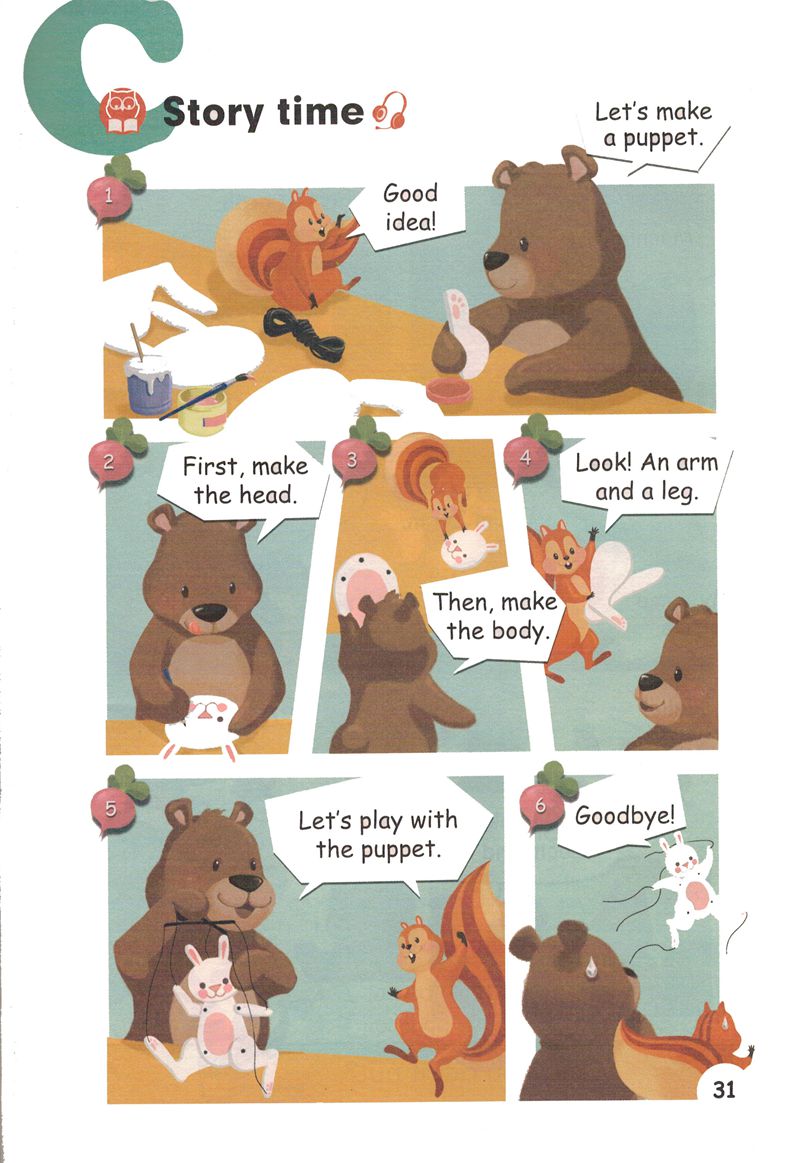 C
Story time
Let's make
a puppet.
1
Good
idea!
2
First, make
the head.
3
Then, make
the body.
4
Look! An arm
and a leg.
5
Let's play with
the puppet.
6
Goodbye!
31